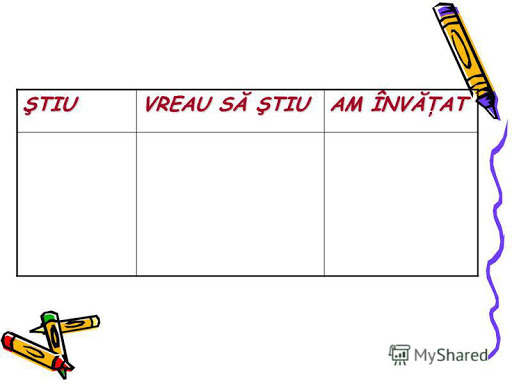 ŞTIU VREAU SĂ ŞTIU AM ÎNVĂȚAT
MyShared